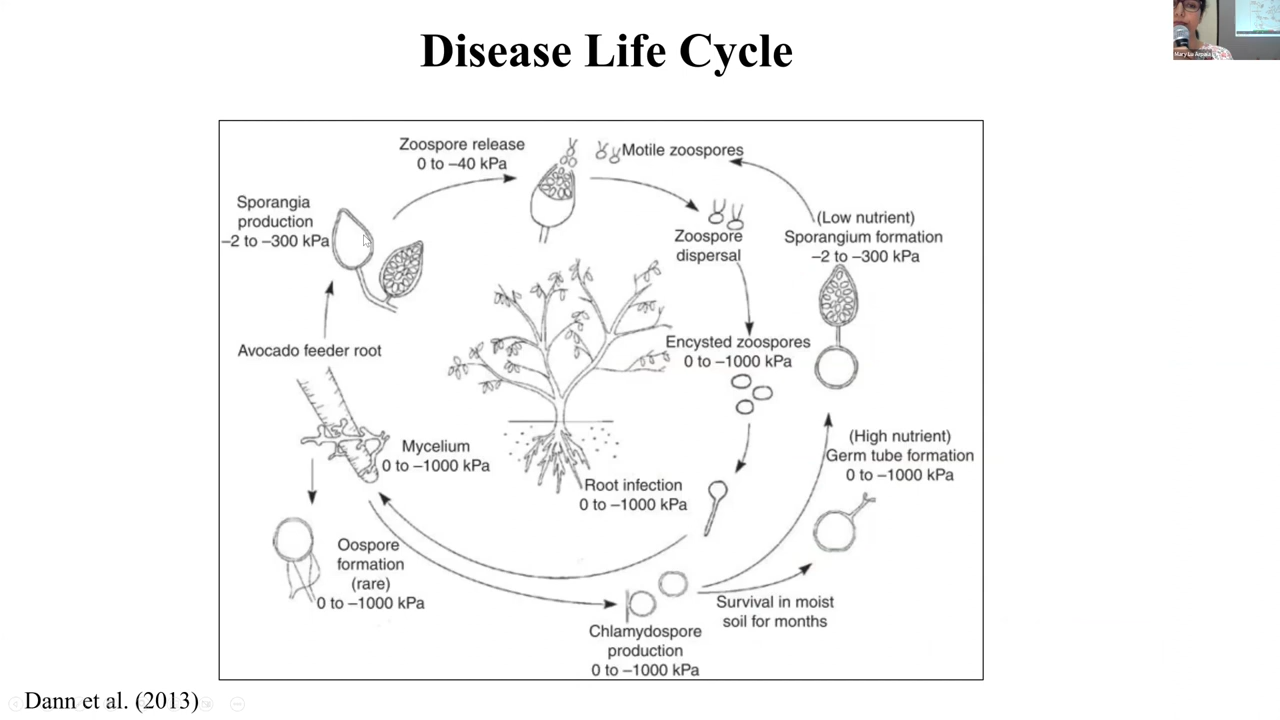 Disease Life Cycle
Zoospore release
0 to –40 kPa
Motile zoospores
Sporangia
production
–2 to –300 kPa
Zoospore
dispersal
(Low nutrient)
Sporangium formation
–2 to –300 kPa
Avocado feeder root
Encysted zoospores
0 to –1000 kPa
Mycelium
0 to –1000 kPa
(High nutrient)
Germ tube formation
0 to –1000 kPa
Root infection
0 to –1000 kPa
Oospore
formation
(rare)
0 to –1000 kPa
Survival in moist
soil for months
Chlamydospore
production
0 to –1000 kPa
Dann et al. (2013)